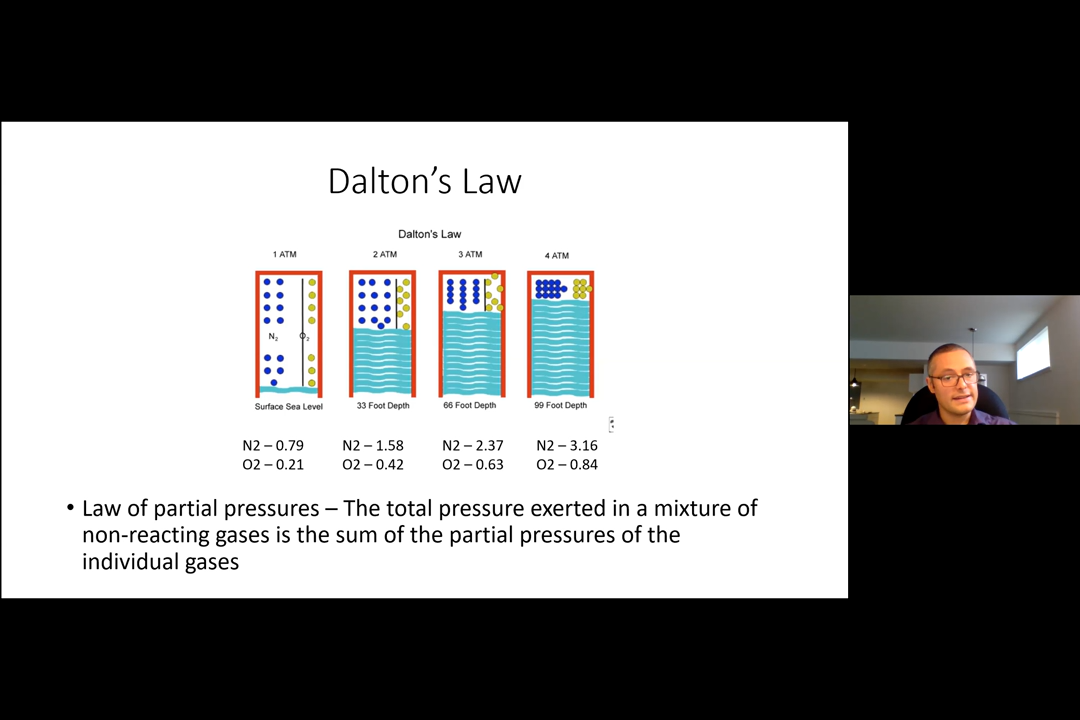 Dalton’s Law
Dalton's Law
1 ATM 2 ATM 3 ATM 4 ATM
N2 O2
Surface Sea Level 33 Foot Depth 66 Foot Depth 99 Foot Depth
N2 – 0.79 N2 – 1.58 N2 – 2.37 N2 – 3.16
O2 – 0.21 O2 – 0.42 O2 – 0.63 O2 – 0.84
• Law of partial pressures – The total pressure exerted in a mixture of
non-reacting gases is the sum of the partial pressures of the
individual gases